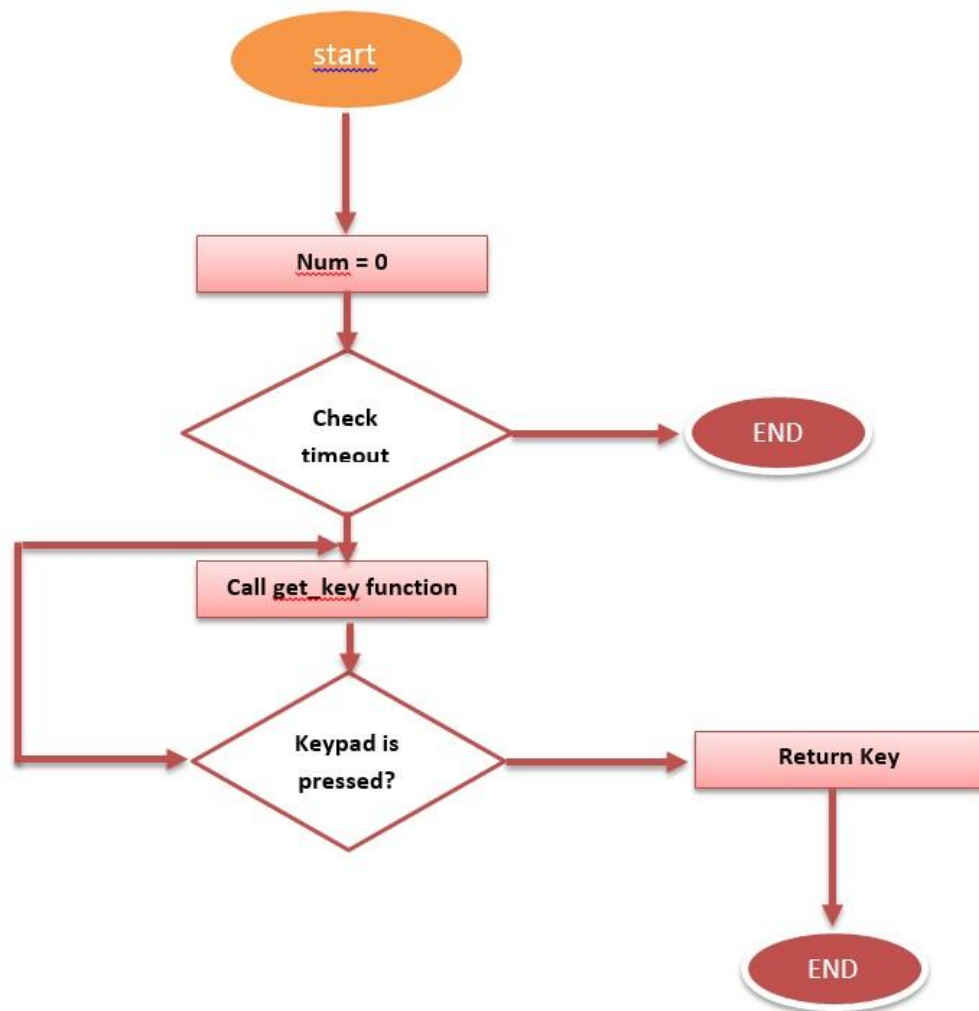 start
Num = 0
Check
timeout
END
Call get_key function
Keypad is
pressed?
Return Key
END